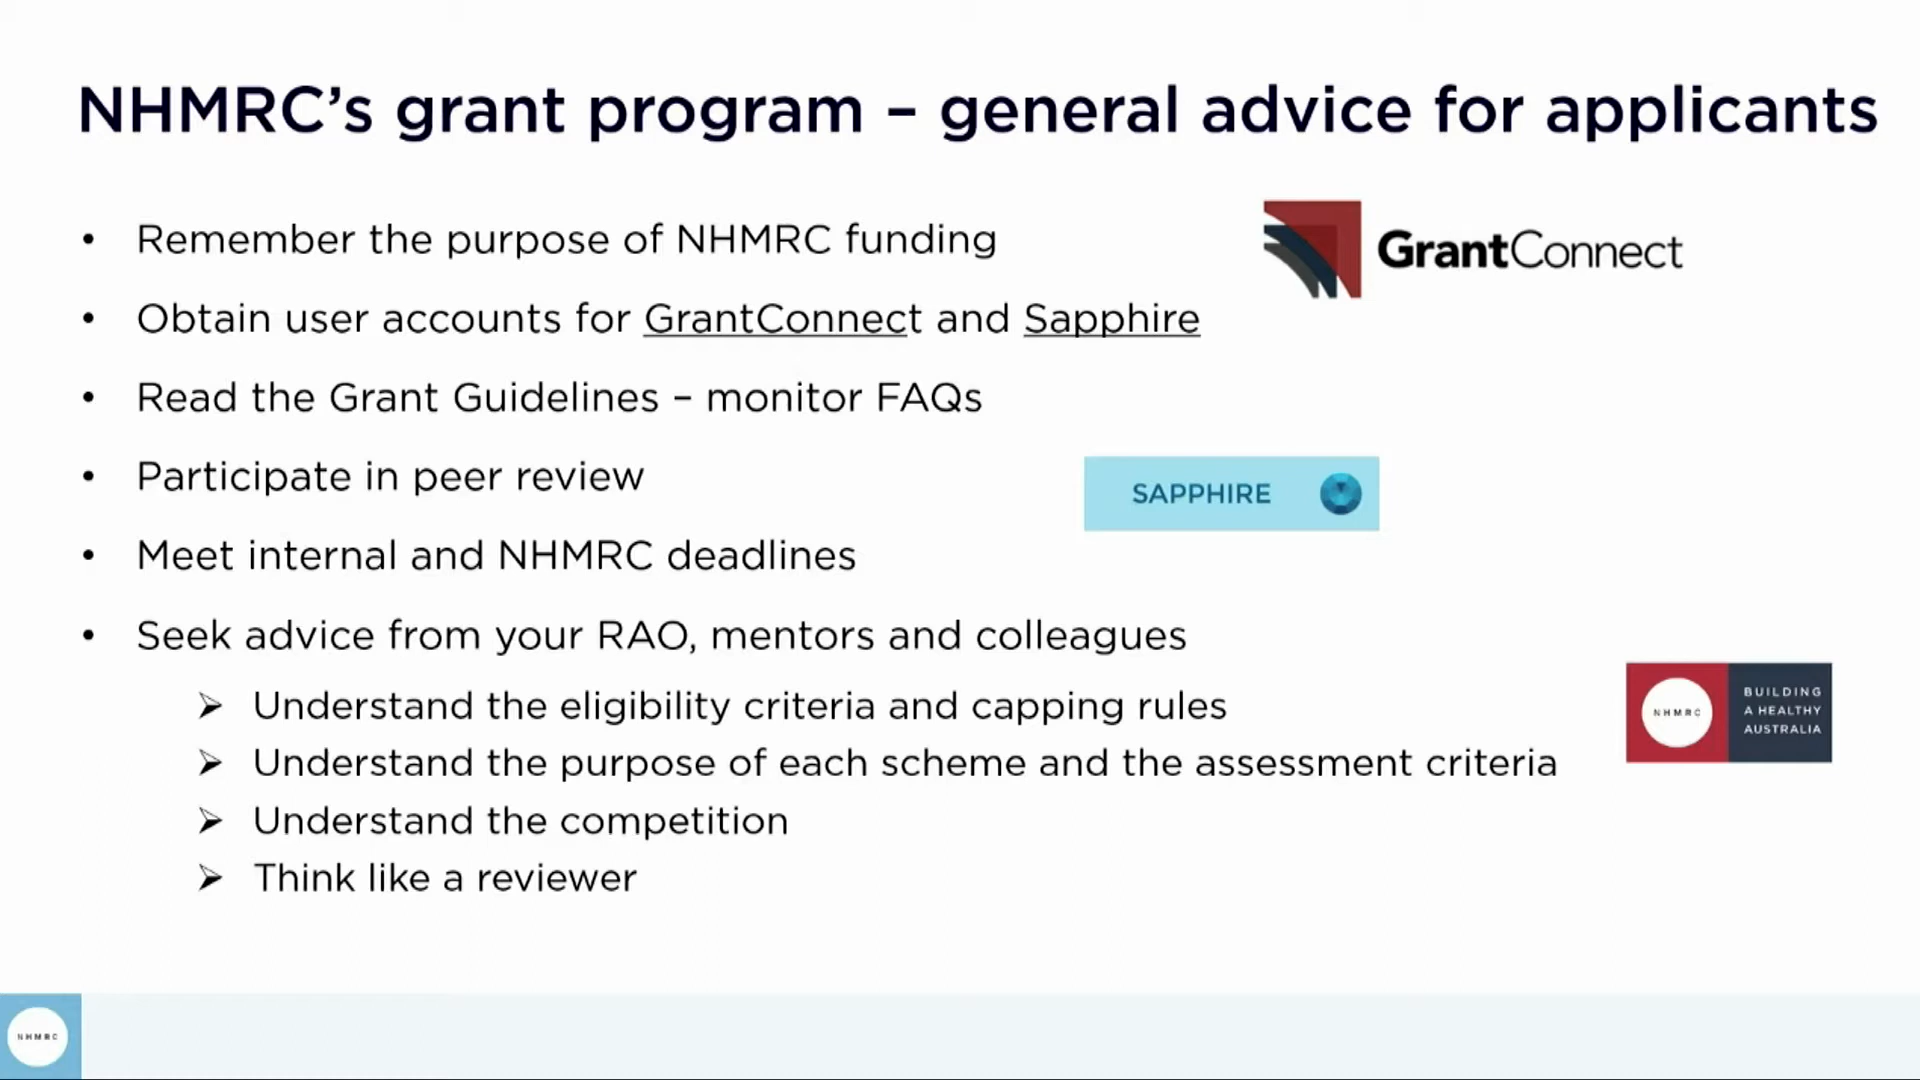 NHMRC's grant program – general advice for applicants
• Remember the purpose of NHMRC funding
GrantConnect
• Obtain user accounts for GrantConnect and Sapphire
• Read the Grant Guidelines – monitor FAQs
• Participate in peer review
SAPPHIRE
• Meet internal and NHMRC deadlines
• Seek advice from your RAO, mentors and colleagues
➢ Understand the eligibility criteria and capping rules
NHMRC
BUILDING
A HEALTHY
AUSTRALIA
➢ Understand the purpose of each scheme and the assessment criteria
➢ Understand the competition
➢ Think like a reviewer
NHMRC